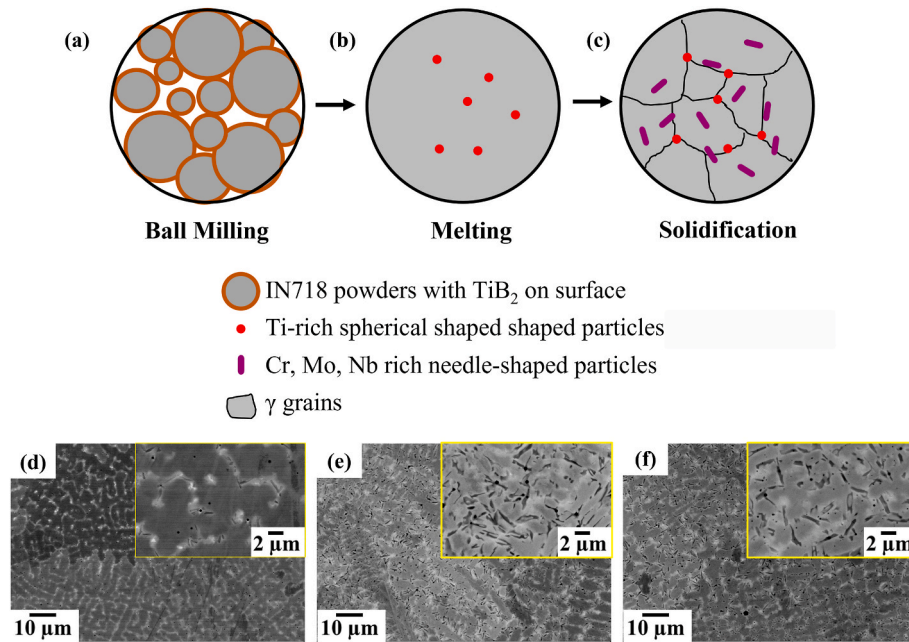 (a)
(b)
(c)
Ball Milling
Melting
Solidification
IN718 powders with TiB₂ on surface
Ti-rich spherical shaped shaped particles
Cr, Mo, Nb rich needle-shaped particles
γ grains
(d)
2 µm
10 µm
(e)
2 µm
10 µm
(f)
2 µm
10 µm